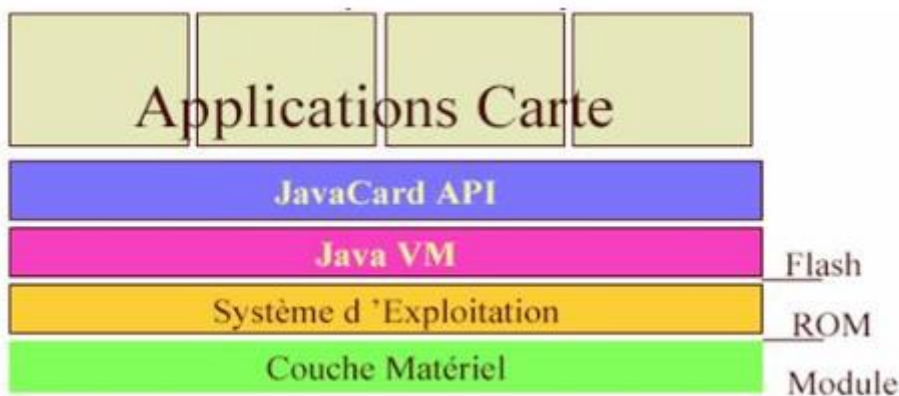 Applications Carte
JavaCard API
Java VM
Flash
Système d ’Exploitation
ROM
Couche Matériel
Module